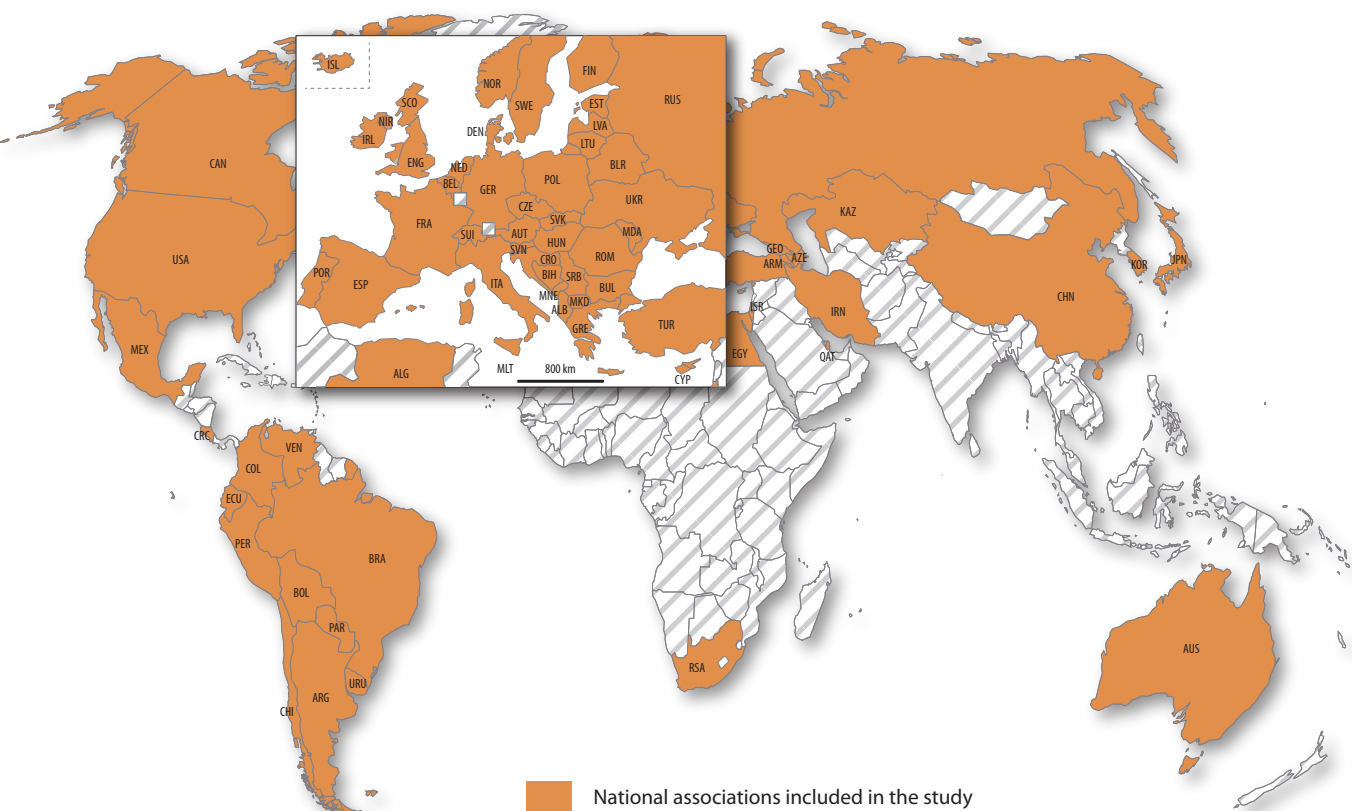 ISL
NOR
SWE
FIN
RUS
SCO
NIR
IRL
ENG
DEN
EST
LVA
LTU
BLR
NED
BEL
GER
POL
UKR
CZE
SVK
FRA
SUI
AUT
SVN
HUN
MDA
CRO
ROM
BIH
SRB
BUL
POR
ESP
ITA
MNE
MKD
ALB
GRE
TUR
ALG
MLT
800 km
CYP
CAN
USA
MEX
CRC
VEN
COL
ECU
PER
BRA
BOL
PAR
URU
ARG
CHI
KAZ
GEO
ARM
AZE
ISR
IRN
EGY
QAT
CHN
KOR
JPN
RSA
AUS
National associations included in the study